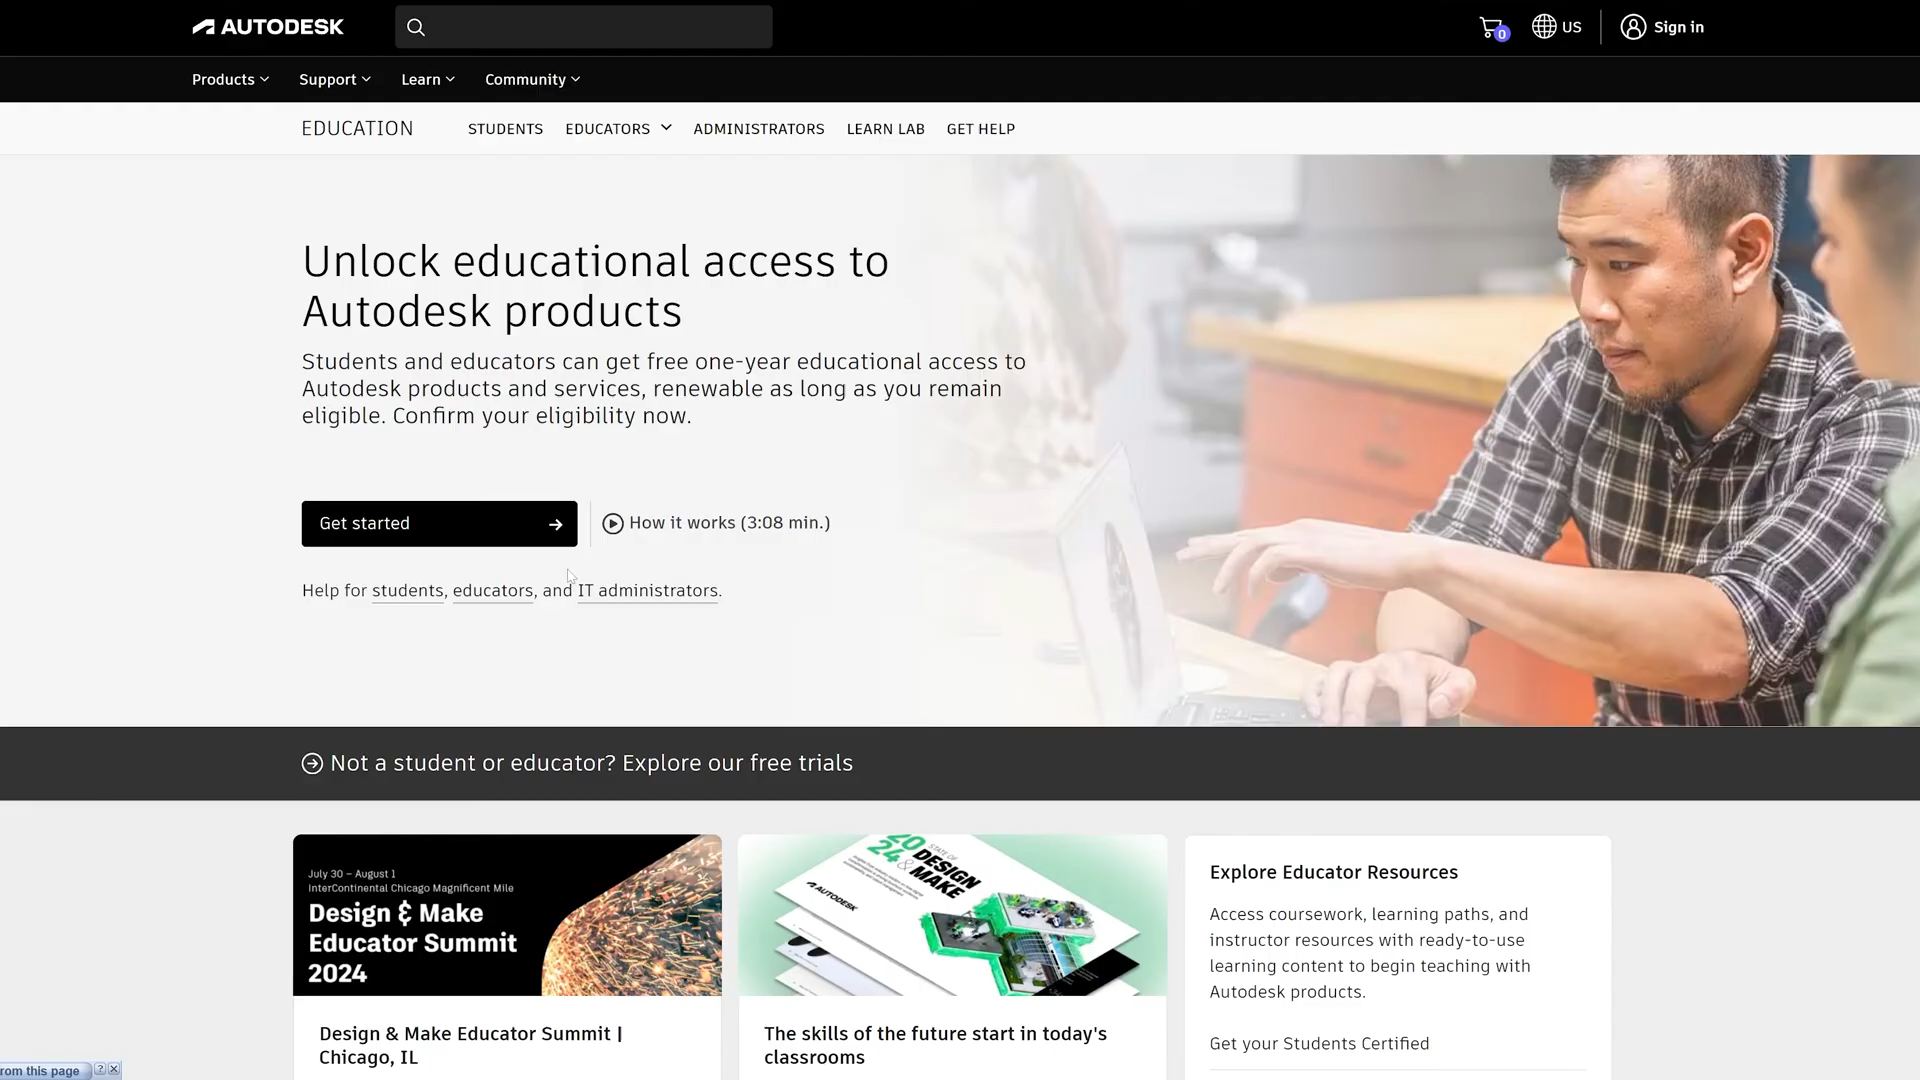 AUTODESK
0
US
Sign in
Products
Support
Learn
Community
EDUCATION
STUDENTS
EDUCATORS
ADMINISTRATORS
LEARN LAB
GET HELP
Unlock educational access to
Autodesk products
Students and educators can get free one-year educational access to
Autodesk products and services, renewable as long as you remain
eligible. Confirm your eligibility now.
Get started
How it works (3:08 min.)
Help for students, educators, and IT administrators.
Not a student or educator? Explore our free trials
July 30 – August 1
InterContinental Chicago Magnificent Mile
Design & Make
Educator Summit
2024
Design & Make Educator Summit |
Chicago, IL
20
24
STATE OF
DESIGN
& MAKE
AUTODESK
The skills of the future start in today's
classrooms
Explore Educator Resources
Access coursework, learning paths, and
instructor resources with ready-to-use
learning content to begin teaching with
Autodesk products.
Get your Students Certified
rom this page
?